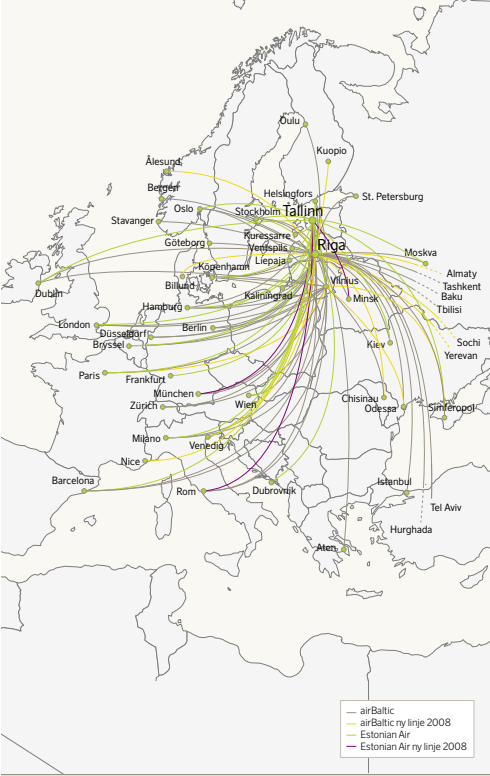 Oulu
Kuopio
Ålesund
Bergen
Helsingfors
St. Petersburg
Oslo
Stockholm
Tallinn
Stavanger
Kuressarre
Göteborg
Ventspils
Riga
Liepaja
Moskva
Köpenhamn
Almaty
Billund
Vilnius
Tashkent
Dublin
Kaliningrad
Minsk
Baku
Hamburg
Tbilisi
London
Berlin
Düsseldorf
Bryssel
Kiev
Sochi
Yerevan
Paris
Frankfurt
München
Chisinau
Zürich
Wien
Odessa
Simferopol
Milano
Venedig
Nice
Barcelona
Rom
Dubrovnik
Istanbul
Tel Aviv
Hurghada
Aten
airBaltic
airBaltic ny linje 2008
Estonian Air
Estonian Air ny linje 2008